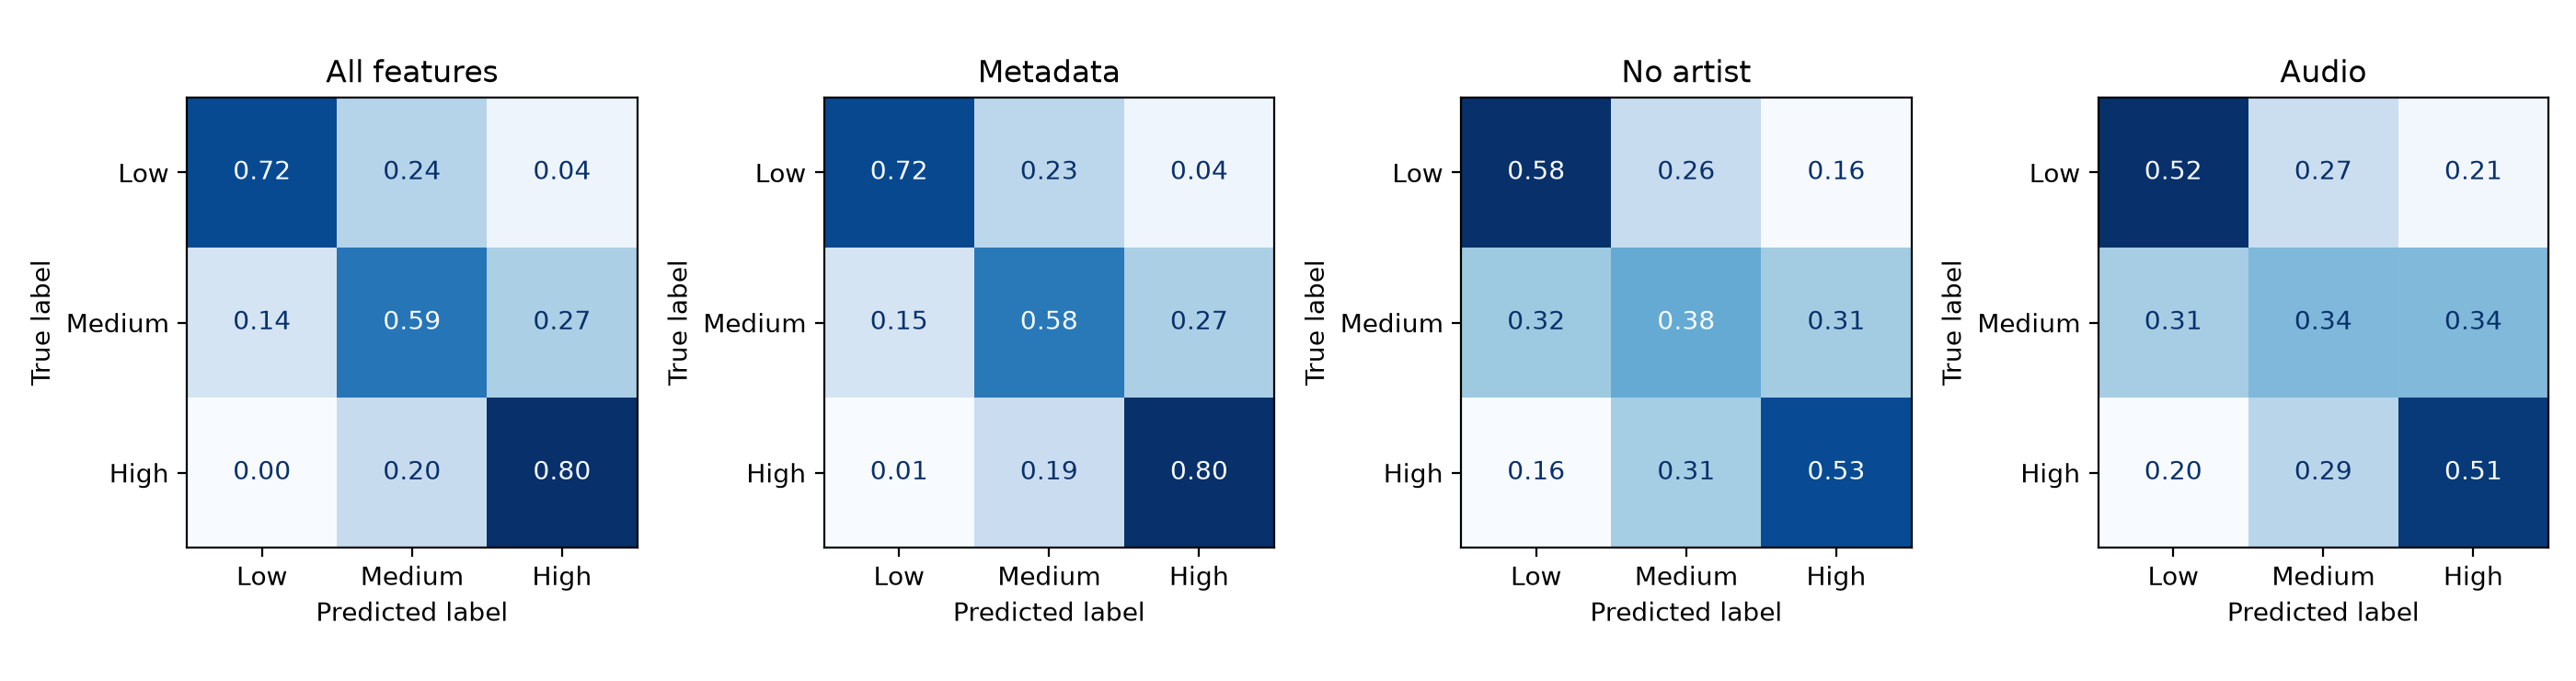 All features
Low 0.72 0.24 0.04
Medium 0.14 0.59 0.27
High 0.00 0.20 0.80
Low Medium High
Predicted label
True label
Metadata
Low 0.72 0.23 0.04
Medium 0.15 0.58 0.27
High 0.01 0.19 0.80
Low Medium High
Predicted label
True label
No artist
Low 0.58 0.26 0.16
Medium 0.32 0.38 0.31
High 0.16 0.31 0.53
Low Medium High
Predicted label
True label
Audio
Low 0.52 0.27 0.21
Medium 0.31 0.34 0.34
High 0.20 0.29 0.51
Low Medium High
Predicted label
True label